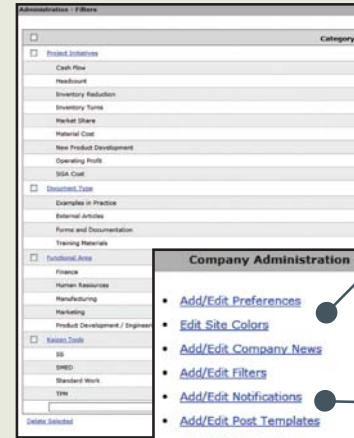 Administration - Filters
Category
Project Initiatives
Cash Flow
Headcount
Inventory Reduction
Inventory Turns
Market Share
Material Cost
New Product Development
Operating Profit
SGA Cost
Document Type
Examples in Practice
External Articles
Forms and Documentation
Training Materials
Functional Area
Finance
Human Resources
Manufacturing
Marketing
Product Development / Engineer
Kaizen Tools
5S
SMED
Standard Work
TPM
Delete Selected
Company Administration
• Add/Edit Preferences
• Edit Site Colors
• Add/Edit Company News
• Add/Edit Filters
• Add/Edit Notifications
• Add/Edit Post Templates